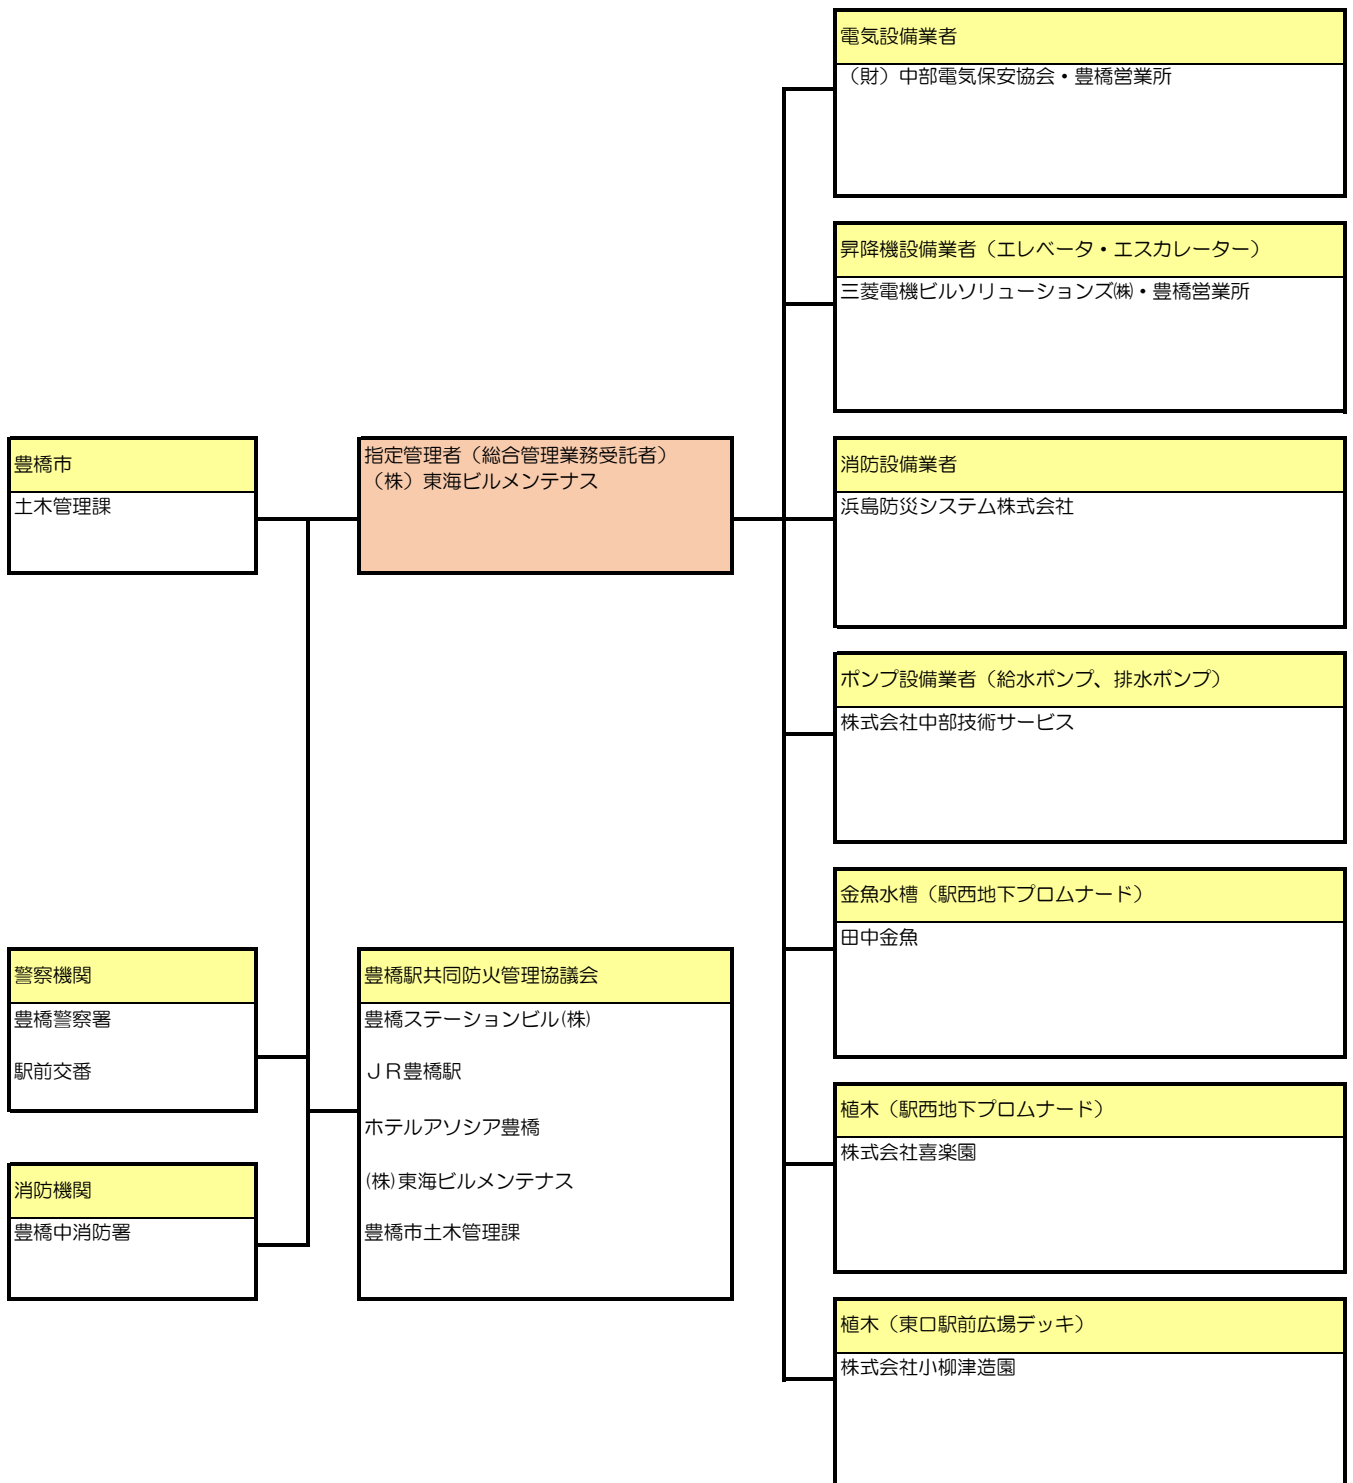 電気設備業者
（財）中部電気保安協会・豊橋営業所
昇降機設備業者（エレベータ・エスカレーター）
三菱電機ビルソリューションズ㈱・豊橋営業所
豊橋市
土木管理課
指定管理者（総合管理業務受託者）
（株）東海ビルメンテナス
消防設備業者
浜島防災システム株式会社
ポンプ設備業者（給水ポンプ、排水ポンプ）
株式会社中部技術サービス
金魚水槽（駅西地下プロムナード）
田中金魚
警察機関
豊橋警察署
駅前交番
豊橋駅共同防火管理協議会
豊橋ステーションビル(株)
ＪＲ豊橋駅
ホテルアソシア豊橋
(株)東海ビルメンテナス
豊橋市土木管理課
消防機関
豊橋中消防署
植木（駅西地下プロムナード）
株式会社喜楽園
植木（東口駅前広場デッキ）
株式会社小柳津造園